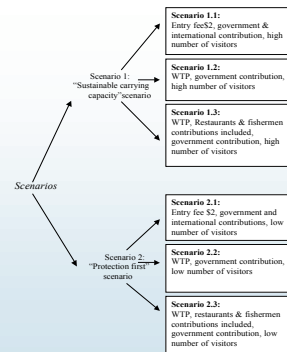 Scenarios
Scenario 1:
“Sustainable carrying
capacity”scenario
Scenario 1.1:
Entry fee$2, government &
international contribution, high
number of visitors
Scenario 1.2:
WTP, government contribution,
high number of visitors
Scenario 1.3:
WTP, Restaurants & fishermen
contributions included,
government contribution, high
number of visitors
Scenario 2:
“Protection first”
scenario
Scenario 2.1:
Entry fee $2, government and
international contributions, low
number of visitors
Scenario 2.2:
WTP, government contribution,
low number of visitors
Scenario 2.3:
WTP, restaurants & fishermen
contributions included,
government contribution, low
number of visitors